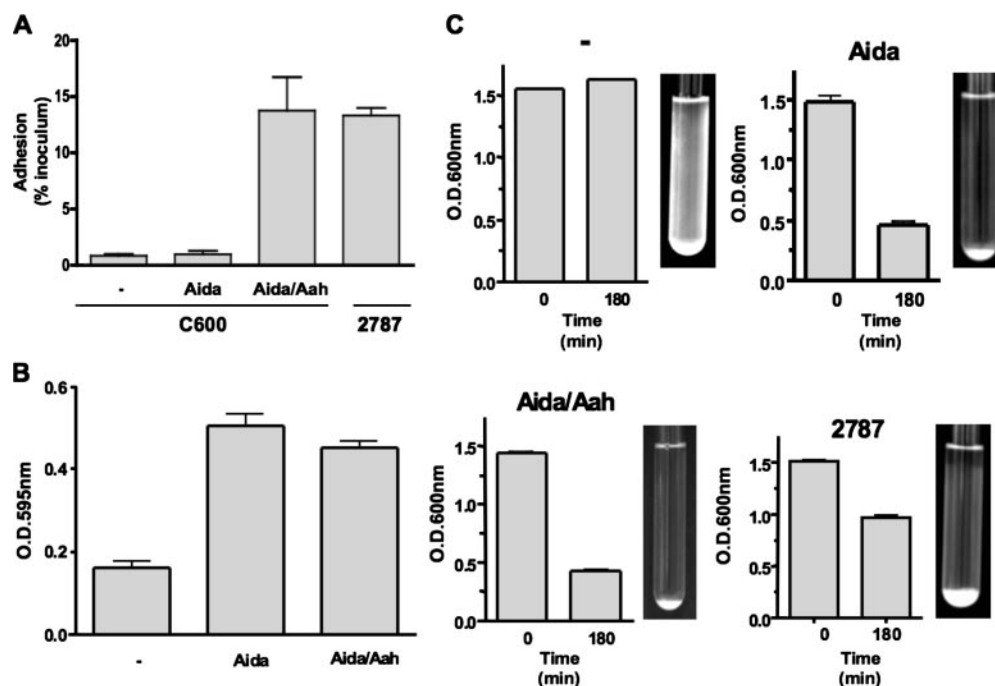 A
Adhesion
(% inoculum)
20
15
10
5
0
- Aida Aida/Aah
C600 2787
B
O.D.595nm
0.6
0.4
0.2
0.0
- Aida Aida/Aah
C
-
O.D.600nm
1.5
1.0
0.5
0.0
0 180
Time
(min)
Aida
O.D.600nm
1.5
1.0
0.5
0.0
0 180
Time
(min)
Aida/Aah
O.D.600nm
1.5
1.0
0.5
0.0
0 180
Time
(min)
2787
O.D.600nm
1.5
1.0
0.5
0.0
0 180
Time
(min)